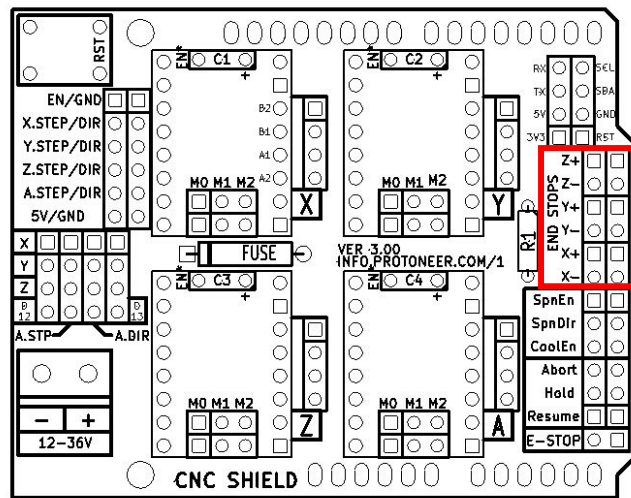 RST
EN* C1 +
EN* C2 +
EN/GND
X.STEP/DIR
Y.STEP/DIR
Z.STEP/DIR
A.STEP/DIR
5V/GND
B2
B1
A1
A2
M0 M1 M2
X
M0 M1 M2
Y
RX SCL
TX SDA
5V GND
3V3 RST
END STOPS
Z+
Z-
Y+
Y-
X+
X-
R1
X
Y
Z
D 12
D 13
A.STP
A.DIR
FUSE
VER 3.00
INFO.PROTONEER.COM/1
EN* C3 +
EN* C4 +
SpnEn
SpnDir
CoolEn
Abort
Hold
Resume
E-STOP
- +
12-36V
M0 M1 M2
Z
M0 M1 M2
A
CNC SHIELD